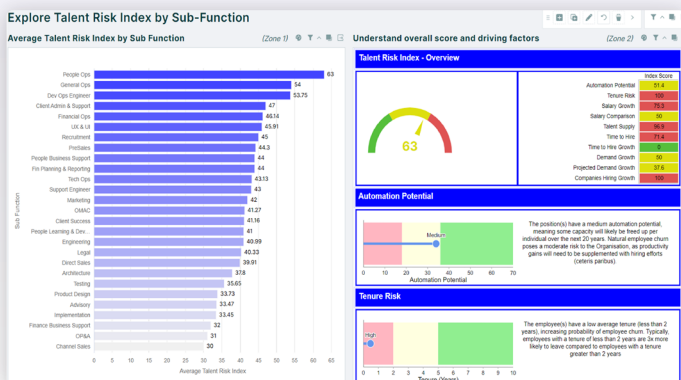 Explore Talent Risk Index by Sub-Function
Average Talent Risk Index by Sub Function
(Zone 1)
People Ops 63
General Ops 54
Dev Ops Engineer 53.75
Client Admin & Support 47
Financial Ops 46.14
UX & UI 45.91
Recruitment 45
PreSales 44.3
People Business Support 44
Fin Planning & Reporting 44
Tech Ops 43.13
Support Engineer 43
Marketing 42
OMAC 41.27
Client Success 41.16
People Learning & Dev... 41
Engineering 40.99
Legal 40.33
Direct Sales 39.91
Architecture 37.8
Testing 35.65
Product Design 33.73
Advisory 33.47
Implementation 33.45
Finance Business Support 32
OP&A 31
Channel Sales 30
Sub Function
0 5 10 15 20 25 30 35 40 45 50 55 60 65
Average Talent Risk Index
Understand overall score and driving factors
(Zone 2)
Talent Risk Index - Overview
63
Index Score
Automation Potential 51.4
Tenure Risk 100
Salary Growth 75.3
Salary Comparison 50
Talent Supply 96.9
Time to Hire 71.4
Time to Hire Growth 0
Demand Growth 50
Projected Demand Growth 37.6
Companies Hiring Growth 100
Automation Potential
Medium
0 10 20 30 40 50 60 70
Automation Potential
The position(s) have a medium automation potential,
meaning some capacity will likely be freed up per
individual over the next 20 years. Natural employee churn
poses a moderate risk to the Organisation, as productivity
gains will need to be supplemented with hiring efforts
(ceteris paribus).
Tenure Risk
High
0 1 2 3 4 5 6 7 8 9 10
Tenure (Years)
The employee(s) have a low average tenure (less than 2
years), increasing probability of employee churn. Typically,
employees with a tenure of less than 2 years are 3x more
likely to leave compared to employees with a tenure
greater than 2 years